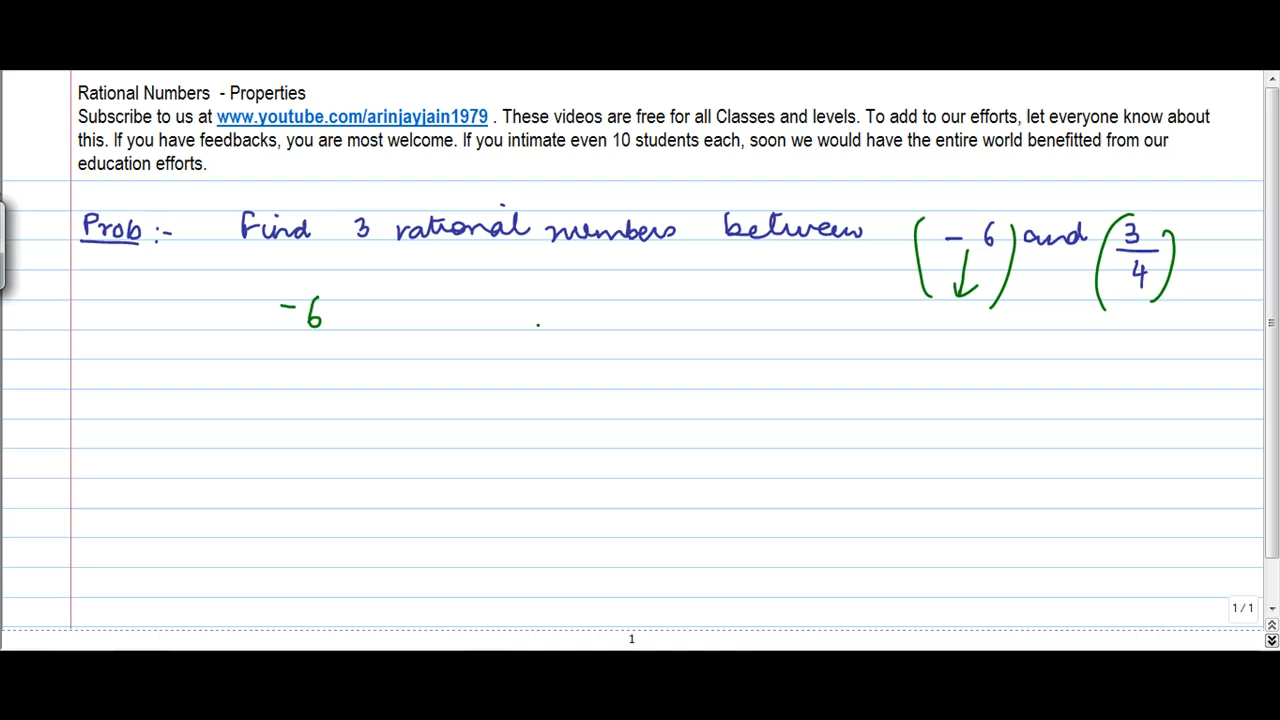 Rational Numbers - Properties
Subscribe to us at www.youtube.com/arinjayjain1979 . These videos are free for all Classes and levels. To add to our efforts, let everyone know about
this. If you have feedbacks, you are most welcome. If you intimate even 10 students each, soon we would have the entire world benefitted from our
education efforts.
Prob :- Find 3 rational numbers between (-6) and (3/4)
-6
1 / 1
1